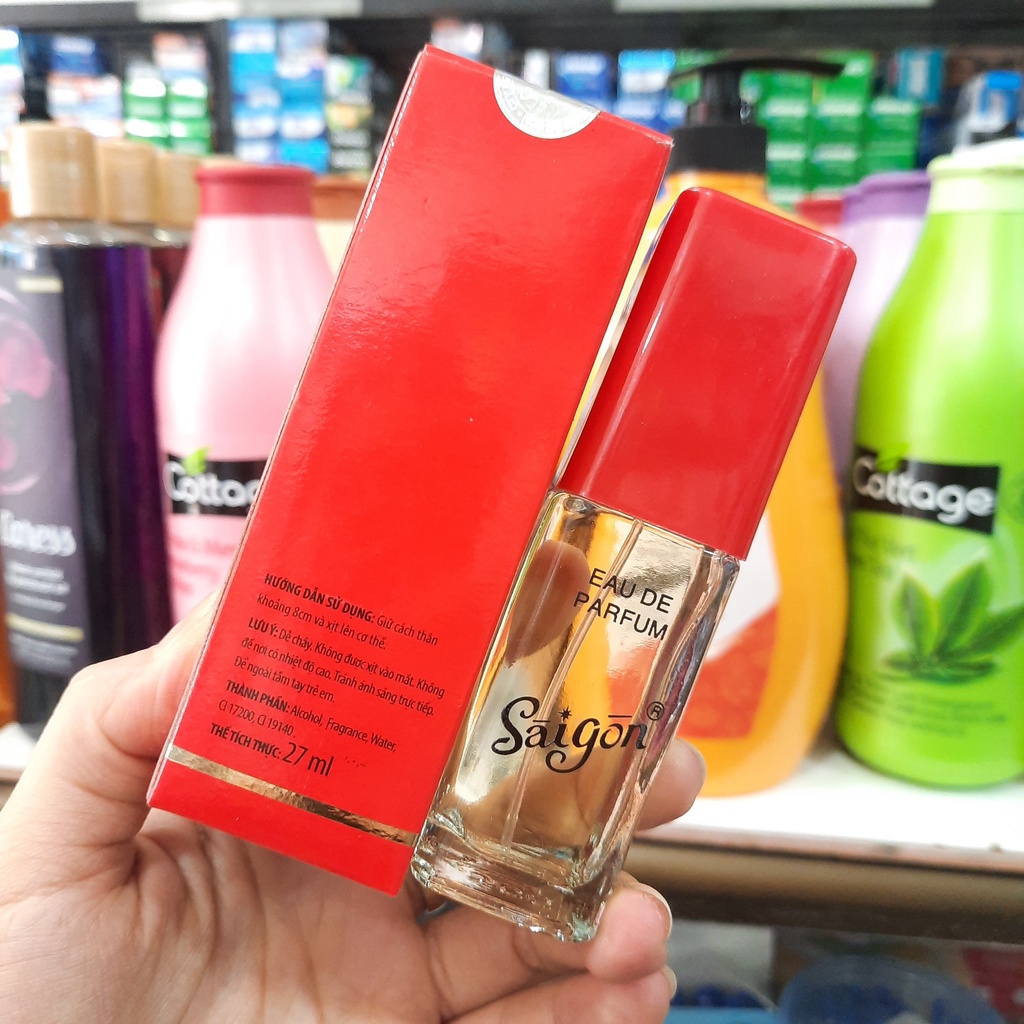 HƯỚNG DẪN SỬ DỤNG: Giữ cách thân
khoảng 8cm và xịt lên cơ thể.
LƯU Ý: Dễ cháy. Không được xịt vào mắt. Không
để nơi có nhiệt độ cao. Tránh ánh sáng trực tiếp.
Để ngoài tầm tay trẻ em.
THÀNH PHẦN: Alcohol, Fragrance, Water,
CI 17200, CI 19140.
THỂ TÍCH THỰC: 27 ml
EAU DE
PARFUM
Saigon®
Cottage